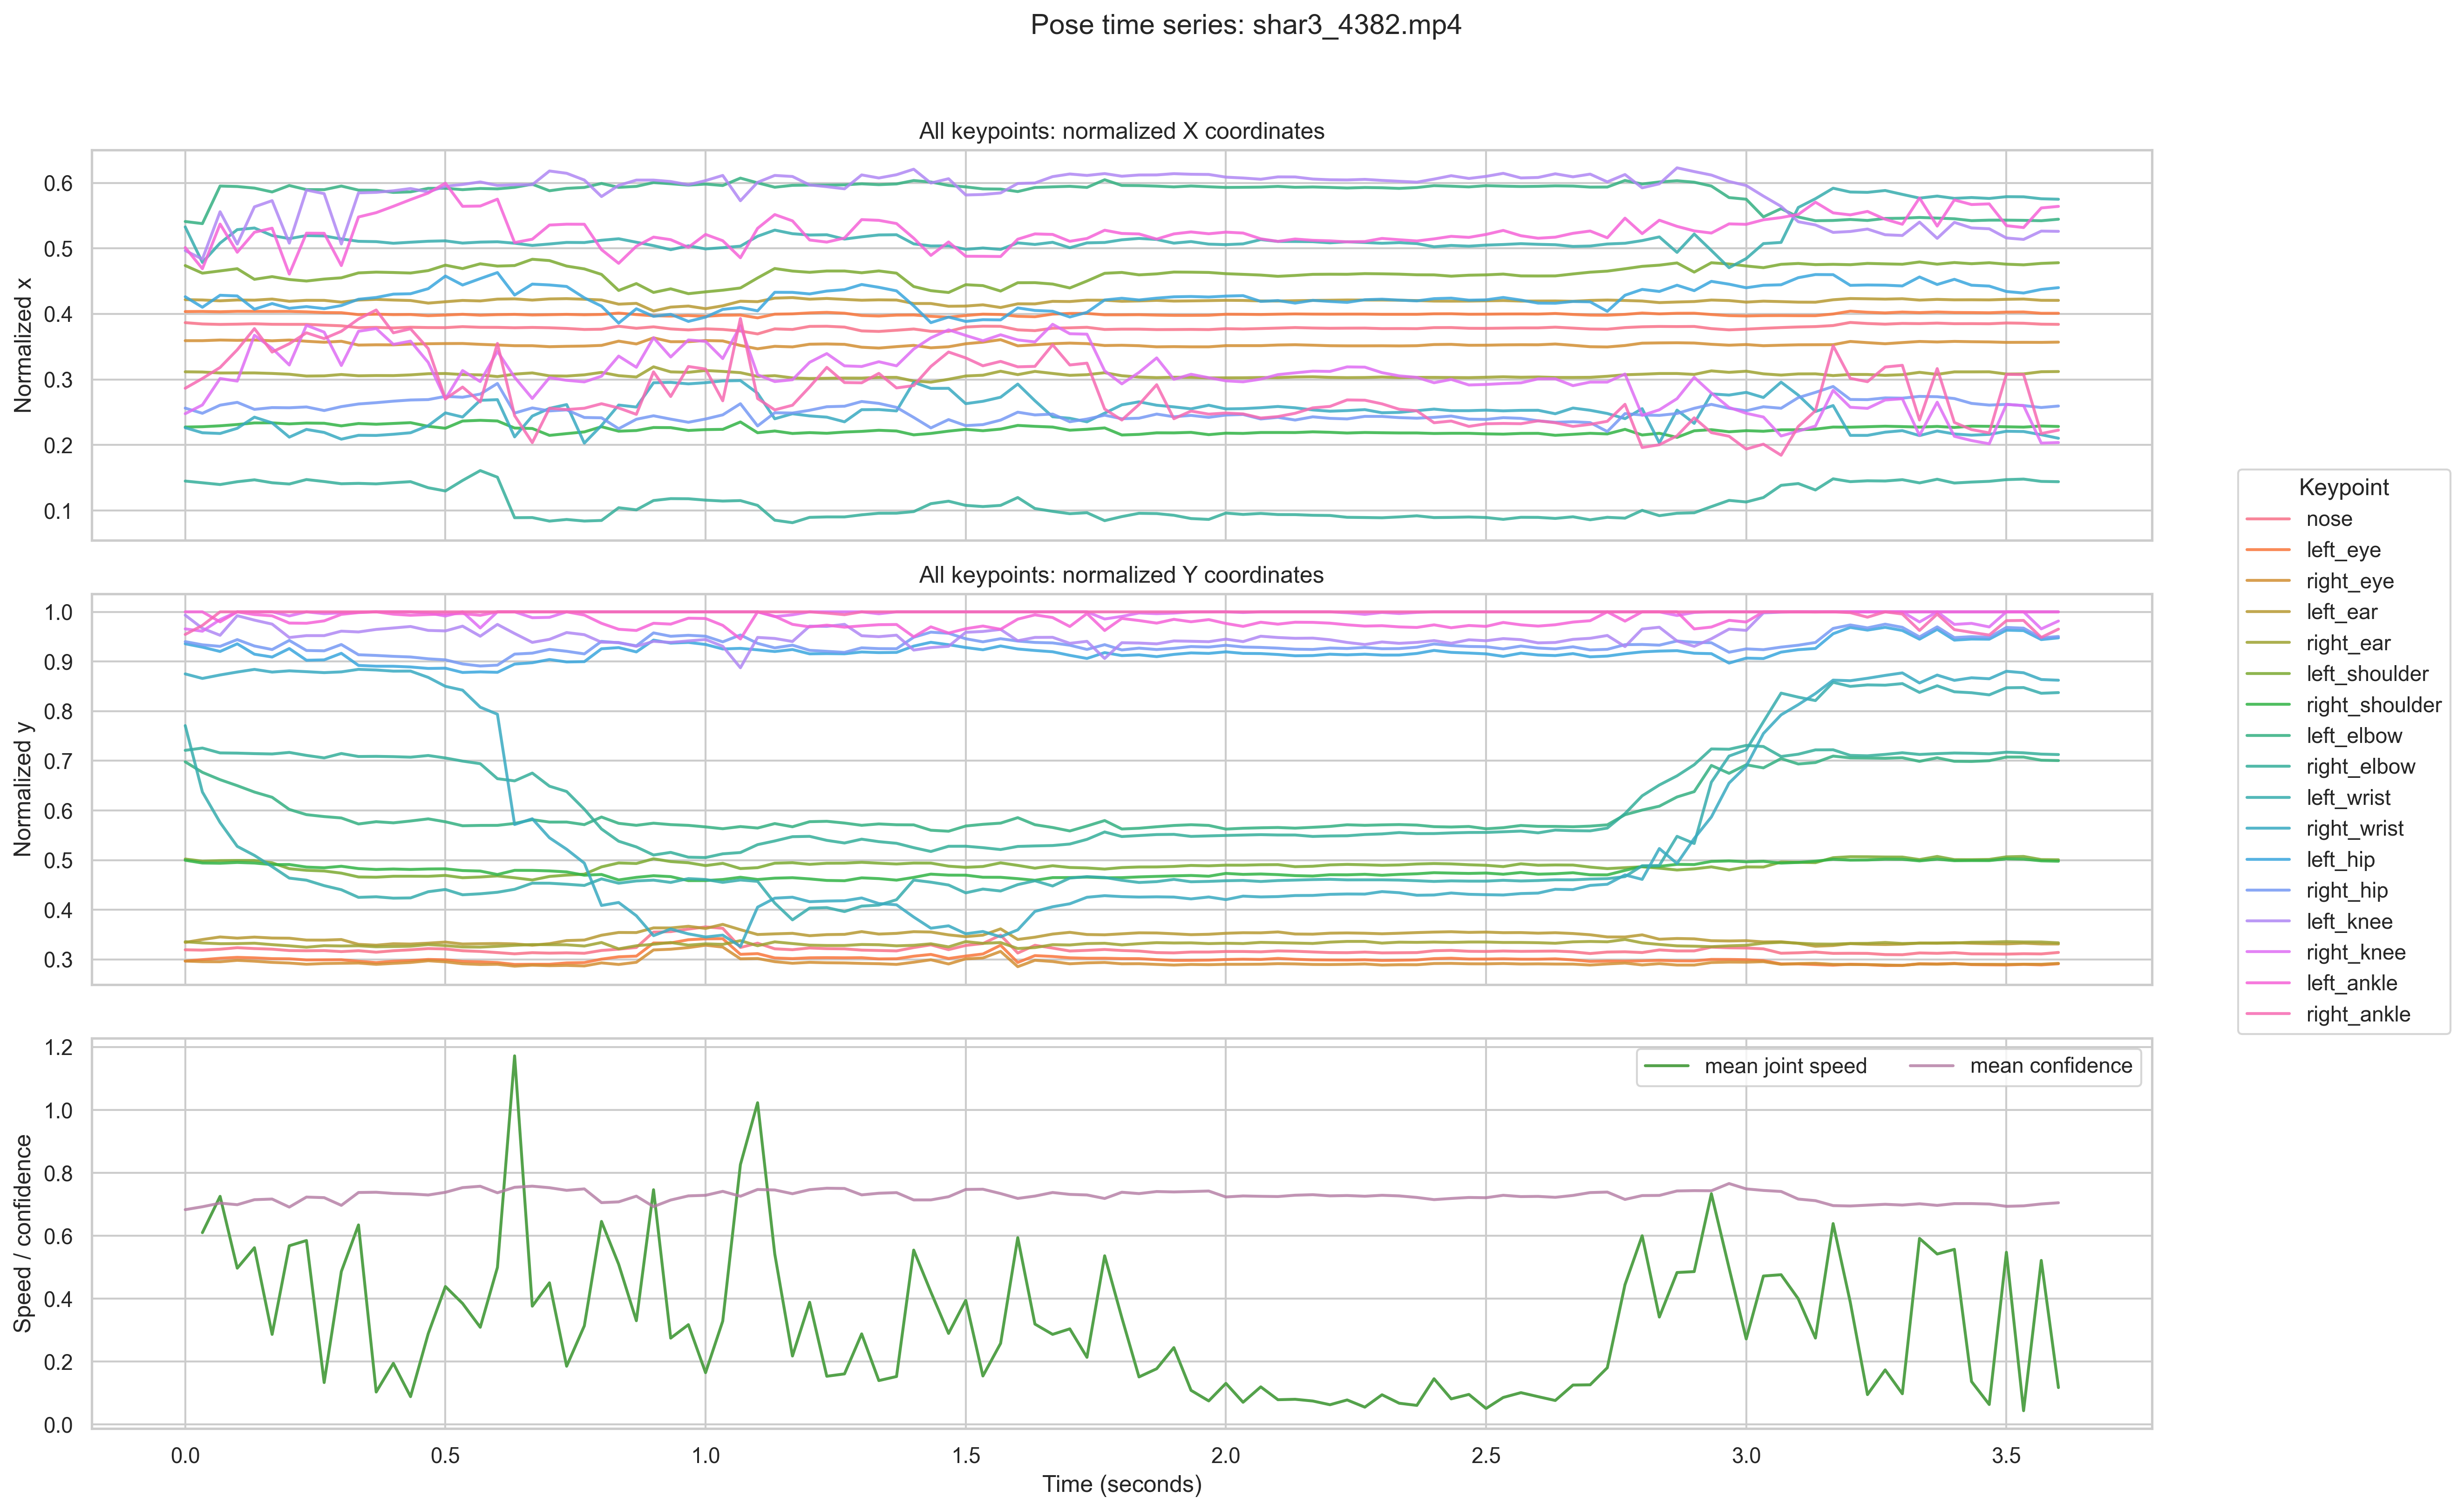 Pose time series: shar3_4382.mp4
All keypoints: normalized X coordinates
Normalized x
0.6
0.5
0.4
0.3
0.2
0.1
All keypoints: normalized Y coordinates
Normalized y
1.0
0.9
0.8
0.7
0.6
0.5
0.4
0.3
Keypoint
nose
left_eye
right_eye
left_ear
right_ear
left_shoulder
right_shoulder
left_elbow
right_elbow
left_wrist
right_wrist
left_hip
right_hip
left_knee
right_knee
left_ankle
right_ankle
Speed / confidence
1.2
1.0
0.8
0.6
0.4
0.2
0.0
mean joint speed
mean confidence
0.0 0.5 1.0 1.5 2.0 2.5 3.0 3.5
Time (seconds)